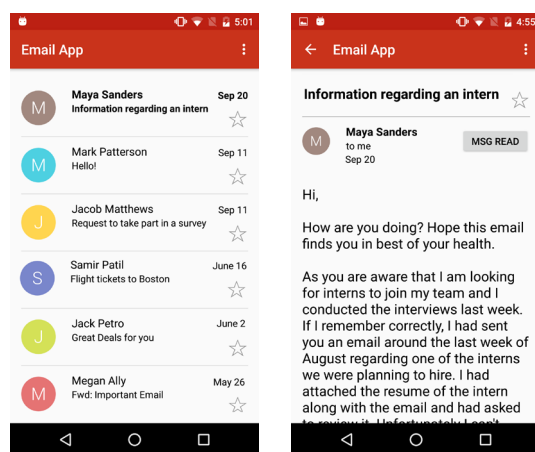 5:01
Email App
M
Maya Sanders
Sep 20
Information regarding an intern
M
Mark Patterson
Sep 11
Hello!
J
Jacob Matthews
Sep 11
Request to take part in a survey
S
Samir Patil
June 16
Flight tickets to Boston
J
Jack Petro
June 2
Great Deals for you
M
Megan Ally
May 26
Fwd: Important Email
4:55
Email App
Information regarding an intern
M
Maya Sanders
to me
Sep 20
MSG READ
Hi,
How are you doing? Hope this email
finds you in best of your health.
As you are aware that I am looking
for interns to join my team and I
conducted the interviews last week.
If I remember correctly, I had sent
you an email around the last week of
August regarding one of the interns
we were planning to hire. I had
attached the resume of the intern
along with the email and had asked
to review it. Unfortunately I can't